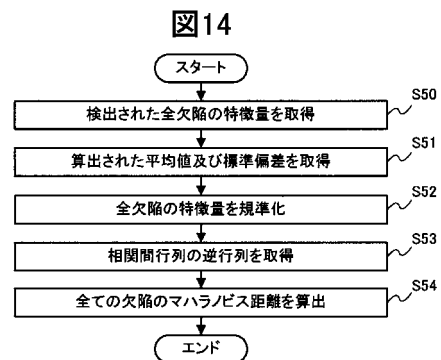 図14
スタート
S50
検出された全欠陥の特徴量を取得
S51
算出された平均値及び標準偏差を取得
S52
全欠陥の特徴量を規準化
S53
相関間行列の逆行列を取得
S54
全ての欠陥のマハラノビス距離を算出
エンド